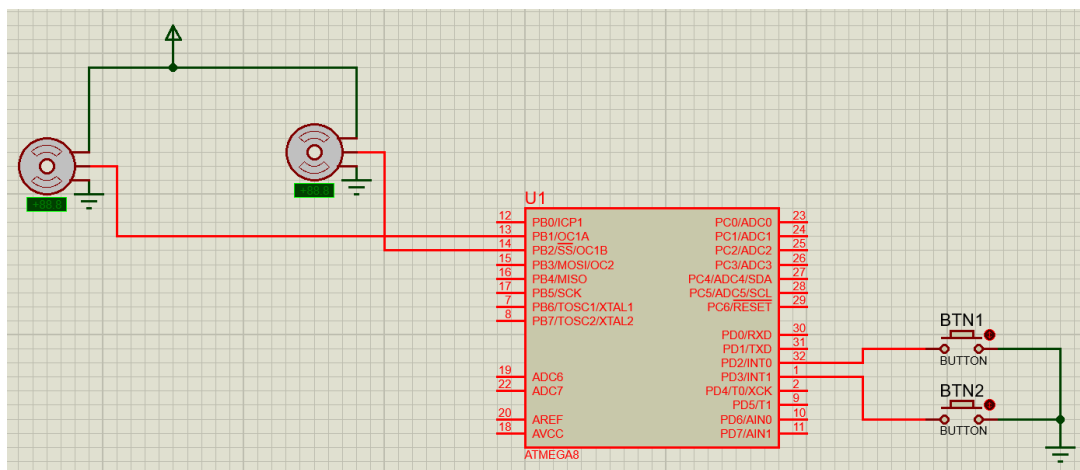 +88.8
+88.8
U1
12 PB0/ICP1 PC0/ADC0 23
13 PB1/OC1A PC1/ADC1 24
14 PB2/SS/OC1B PC2/ADC2 25
15 PB3/MOSI/OC2 PC3/ADC3 26
16 PB4/MISO PC4/ADC4/SDA 27
17 PB5/SCK PC5/ADC5/SCL 28
7 PB6/TOSC1/XTAL1 PC6/RESET 29
8 PB7/TOSC2/XTAL2
PD0/RXD 30
PD1/TXD 31
PD2/INT0 32
19 ADC6 PD3/INT1 1
22 ADC7 PD4/T0/XCK 2
PD5/T1 9
20 AREF PD6/AIN0 10
18 AVCC PD7/AIN1 11
ATMEGA8
BTN1
BUTTON
BTN2
BUTTON